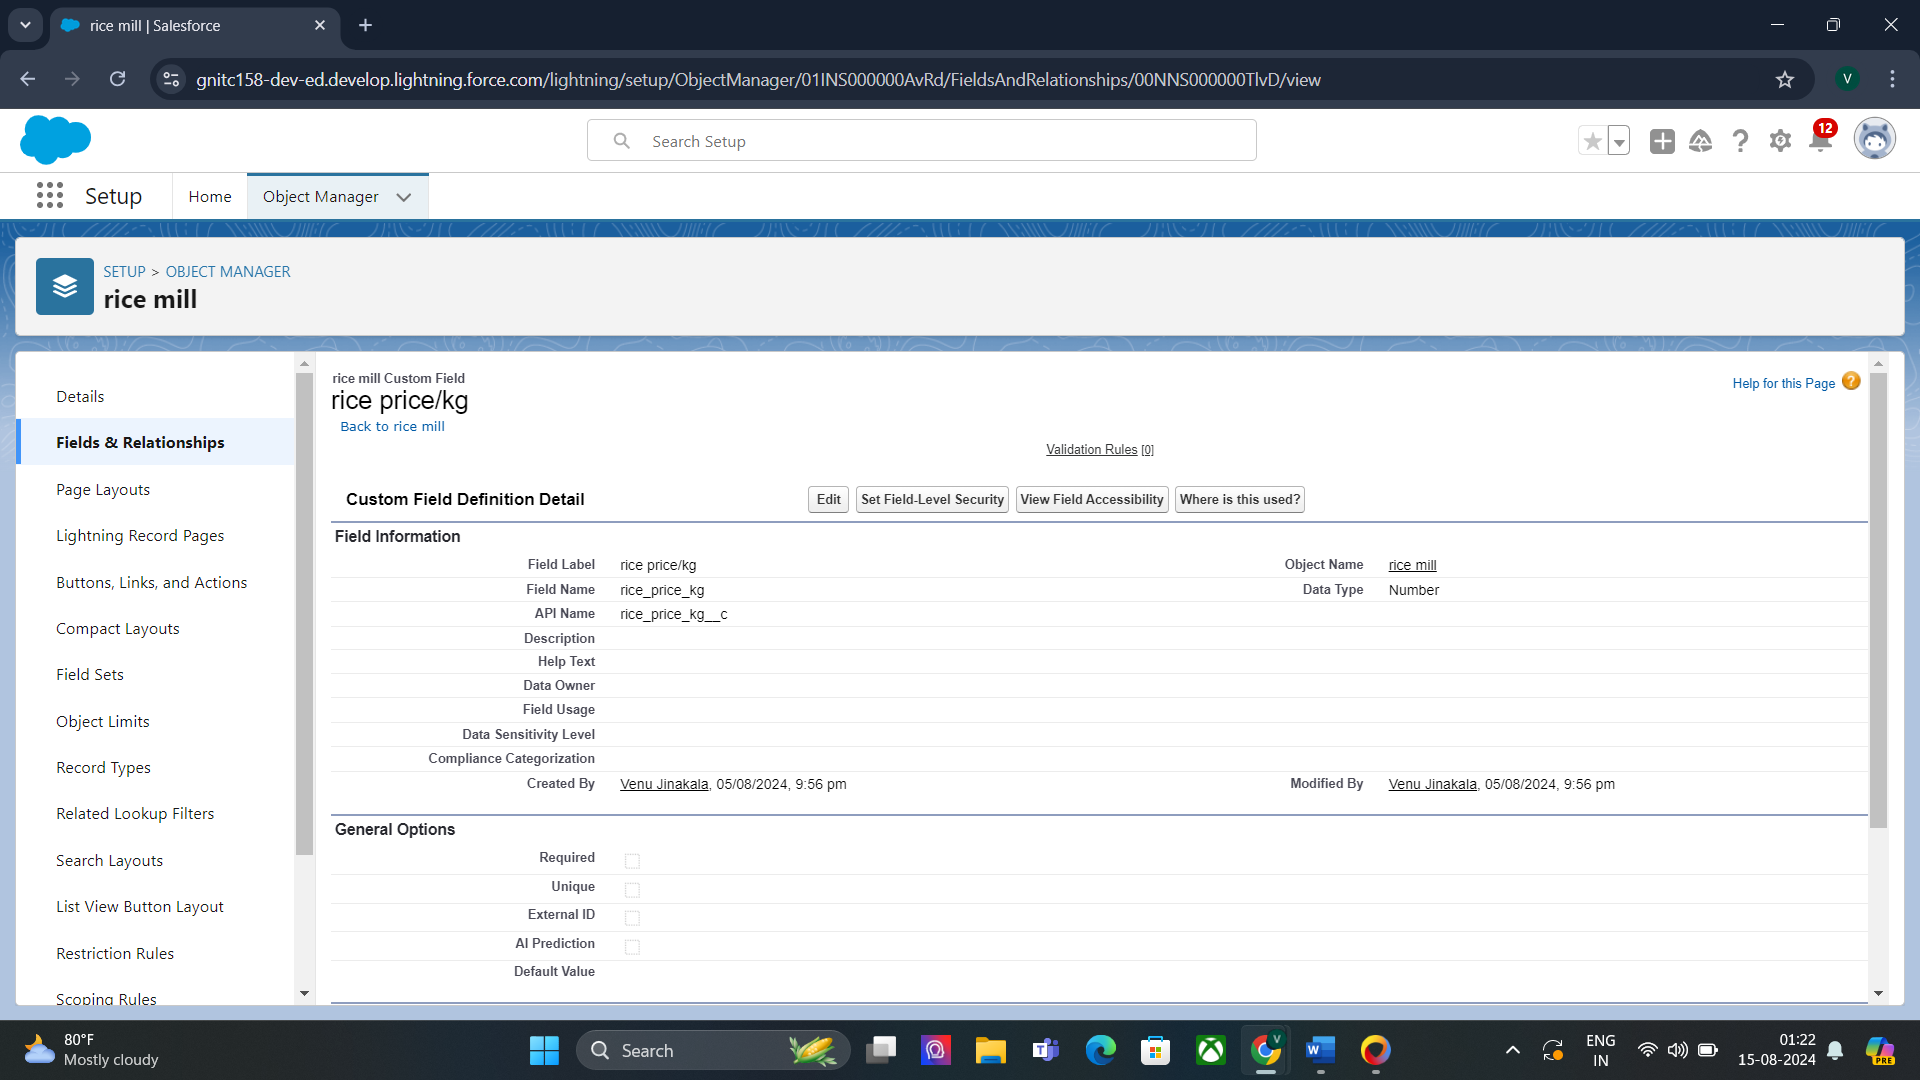 rice mill | Salesforce
gnitc158-dev-ed.develop.lightning.force.com/lightning/setup/ObjectManager/01INS000000AvRd/FieldsAndRelationships/00NNS000000TlvD/view
V
Search Setup
12
Setup
Home
Object Manager
SETUP > OBJECT MANAGER
rice mill
Details
Fields & Relationships
Page Layouts
Lightning Record Pages
Buttons, Links, and Actions
Compact Layouts
Field Sets
Object Limits
Record Types
Related Lookup Filters
Search Layouts
List View Button Layout
Restriction Rules
Scoping Rules
rice mill Custom Field
rice price/kg
Back to rice mill
Help for this Page
Validation Rules [0]
Custom Field Definition Detail
Edit
Set Field-Level Security
View Field Accessibility
Where is this used?
Field Information
Field Label rice price/kg Object Name rice mill
Field Name rice_price_kg Data Type Number
API Name rice_price_kg__c
Description
Help Text
Data Owner
Field Usage
Data Sensitivity Level
Compliance Categorization
Created By Venu Jinakala, 05/08/2024, 9:56 pm Modified By Venu Jinakala, 05/08/2024, 9:56 pm
General Options
Required
Unique
External ID
AI Prediction
Default Value
80°F
Mostly cloudy
Search
V
ENG
IN
01:22
15-08-2024
PRE